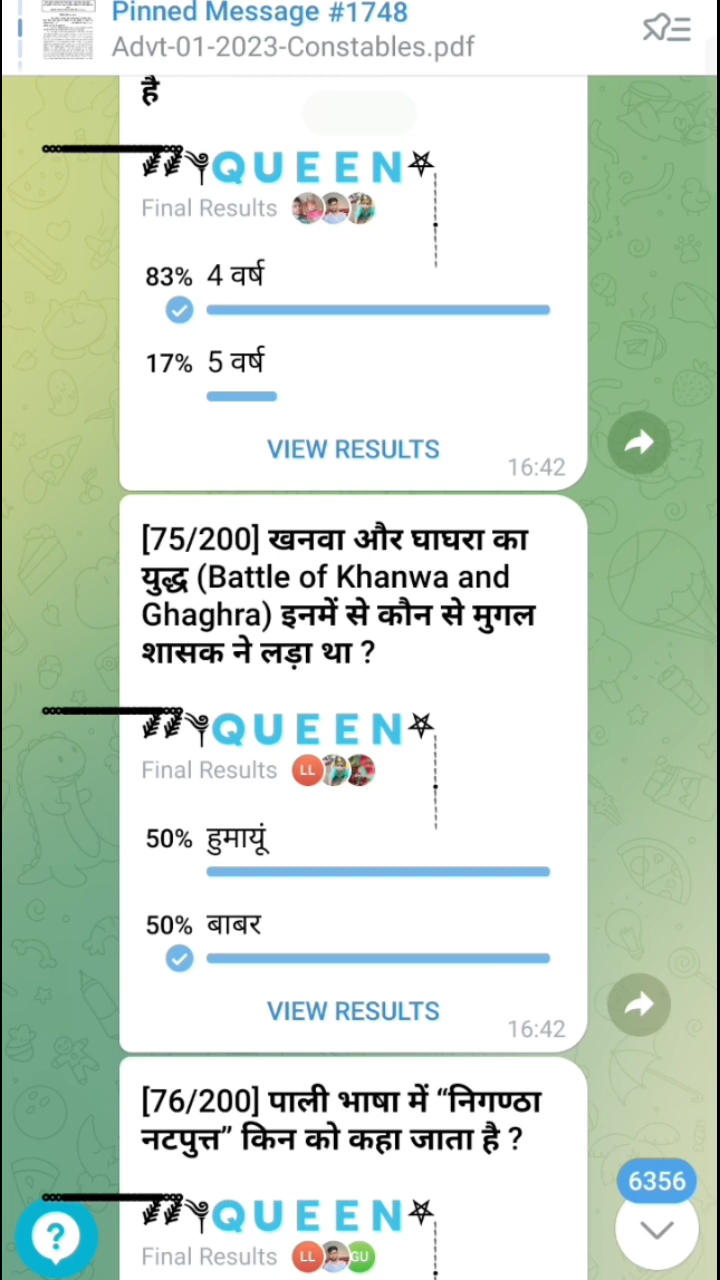 Pinned Message #1748
Advt-01-2023-Constables.pdf
है
QUEEN
Final Results
83% 4 वर्ष
17% 5 वर्ष
VIEW RESULTS
16:42
[75/200] खनवा और घाघरा का
युद्ध (Battle of Khanwa and
Ghaghra) इनमें से कौन से मुगल
शासक ने लड़ा था ?
QUEEN
Final Results LL
50% हुमायूं
50% बाबर
VIEW RESULTS
16:42
[76/200] पाली भाषा में “निगण्ठा
नटपुत्त” किन को कहा जाता है ?
6356
QUEEN
?
Final Results LL GU